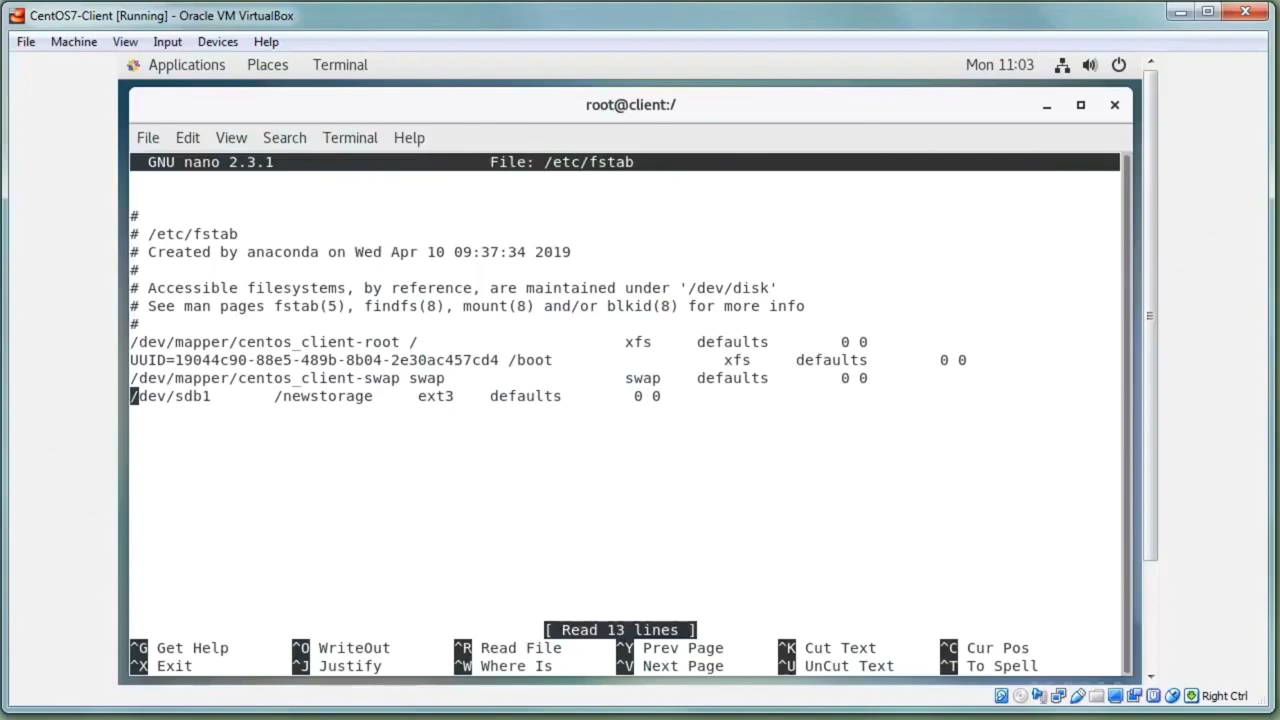 CentOS7-Client [Running] - Oracle VM VirtualBox
File Machine View Input Devices Help
Applications Places Terminal Mon 11:03
root@client:/
File Edit View Search Terminal Help
GNU nano 2.3.1 File: /etc/fstab
#
# /etc/fstab
# Created by anaconda on Wed Apr 10 09:37:34 2019
#
# Accessible filesystems, by reference, are maintained under '/dev/disk'
# See man pages fstab(5), findfs(8), mount(8) and/or blkid(8) for more info
#
/dev/mapper/centos_client-root / xfs defaults 0 0
UUID=19044c90-88e5-489b-8b04-2e30ac457cd4 /boot xfs defaults 0 0
/dev/mapper/centos_client-swap swap swap defaults 0 0
/dev/sdb1 /newstorage ext3 defaults 0 0
[ Read 13 lines ]
^G Get Help ^O WriteOut ^R Read File ^Y Prev Page ^K Cut Text ^C Cur Pos
^X Exit ^J Justify ^W Where Is ^V Next Page ^U UnCut Text ^T To Spell
Right Ctrl